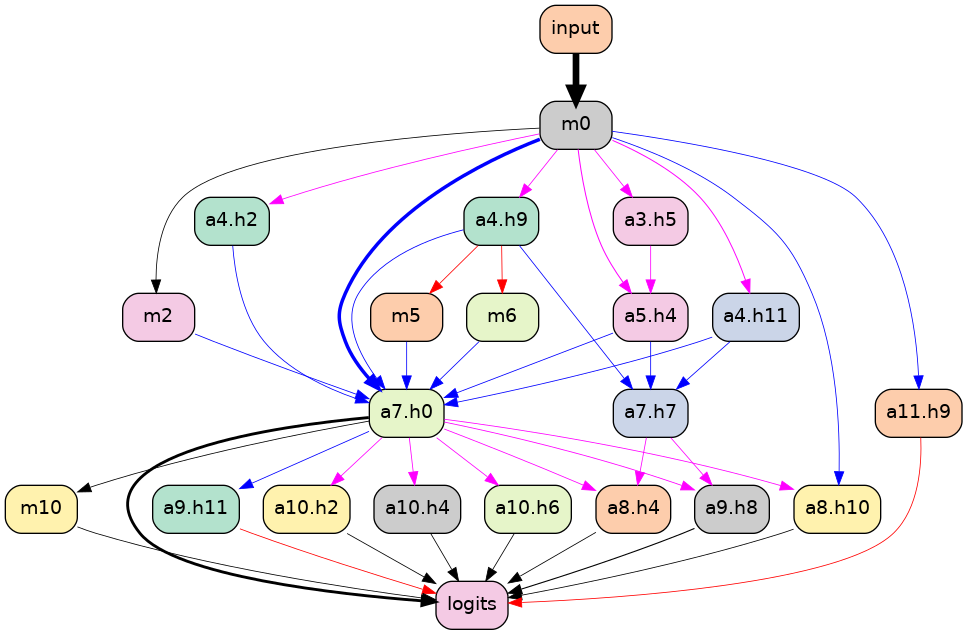 input
m0
a4.h2
a4.h9
a3.h5
m2
m5
m6
a5.h4
a4.h11
a7.h0
a7.h7
a11.h9
m10
a9.h11
a10.h2
a10.h4
a10.h6
a8.h4
a9.h8
a8.h10
logits